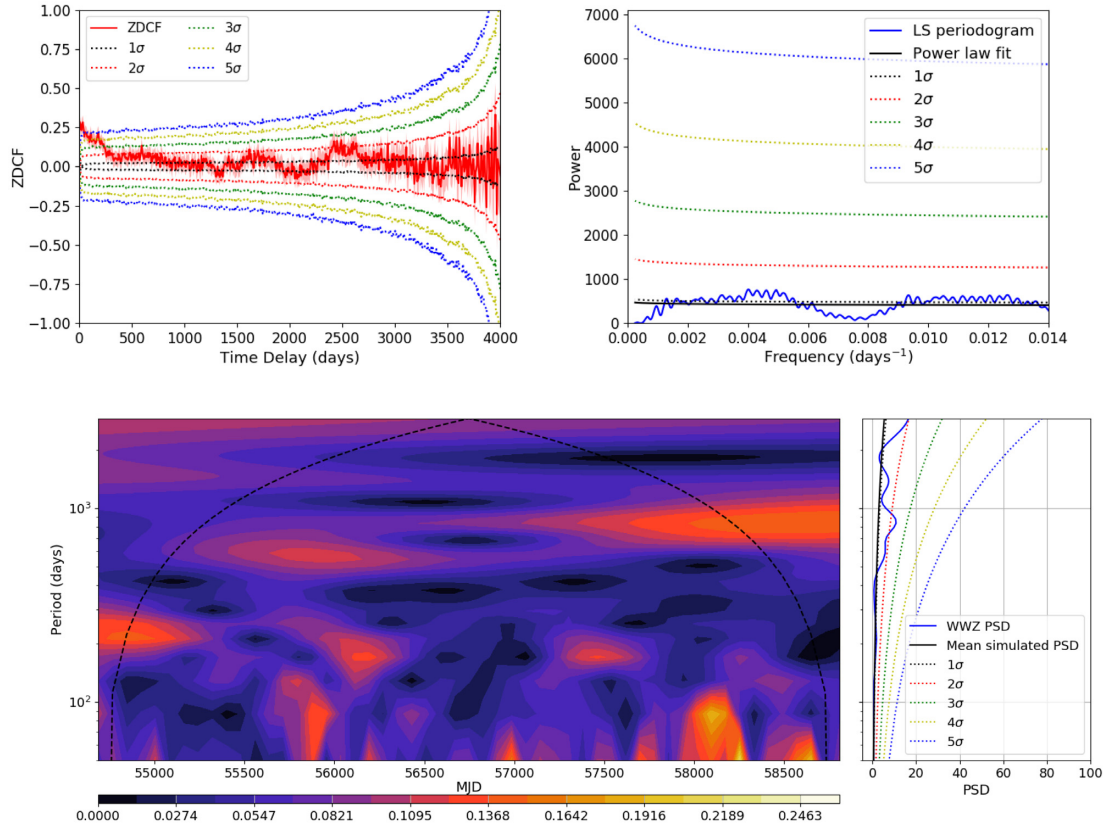 ZDCF
1σ
2σ
3σ
4σ
5σ
1.00
0.75
0.50
0.25
0.00
−0.25
−0.50
−0.75
−1.00
ZDCF
0 500 1000 1500 2000 2500 3000 3500 4000
Time Delay (days)
LS periodogram
Power law fit
1σ
2σ
3σ
4σ
5σ
7000
6000
5000
4000
3000
2000
1000
0
Power
0.000 0.002 0.004 0.006 0.008 0.010 0.012 0.014
Frequency (days⁻¹)
10³
10²
Period (days)
55000 55500 56000 56500 57000 57500 58000 58500
MJD
0.0000 0.0274 0.0547 0.0821 0.1095 0.1368 0.1642 0.1916 0.2189 0.2463
WWZ PSD
Mean simulated PSD
1σ
2σ
3σ
4σ
5σ
0 20 40 60 80 100
PSD